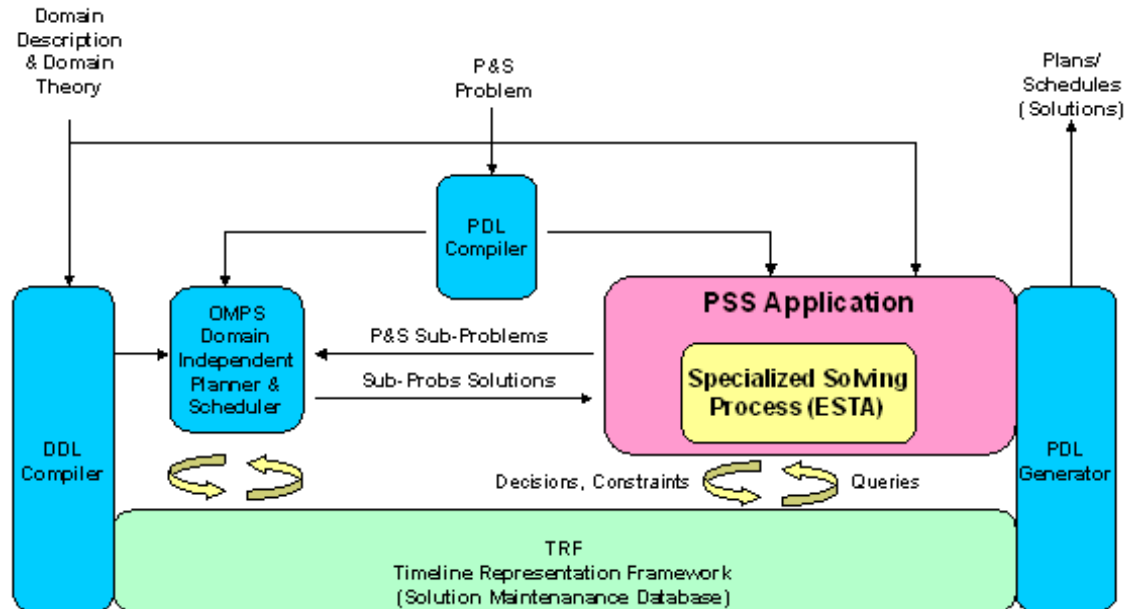 Domain
Description
& Domain
Theory
P&S
Problem
Plans/
Schedules
(Solutions)
PDL
Compiler
OMPS
Domain
Independent
Planner &
Scheduler
P&S Sub-Problems
Sub-Probs Solutions
PSS Application
Specialized Solving
Process (ESTA)
DDL
Compiler
PDL
Generator
Decisions, Constraints
Queries
TRF
Timeline Representation Framework
(Solution Maintenanance Database)